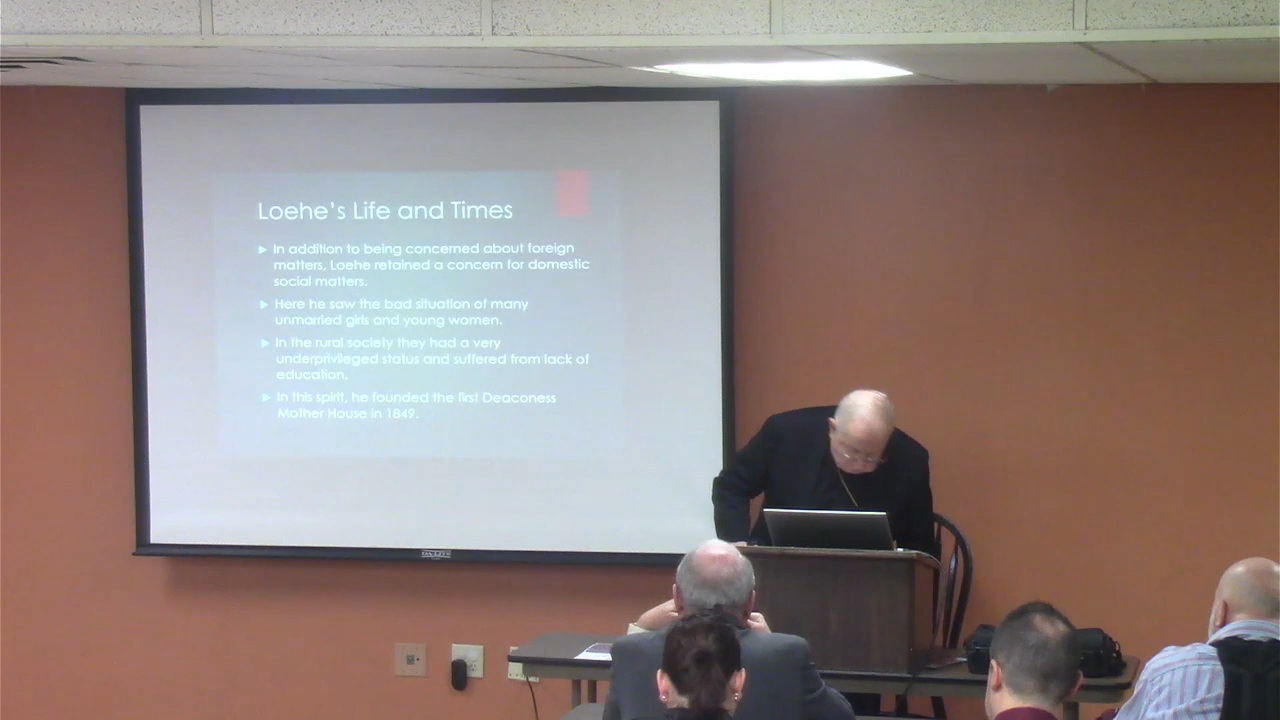 Loehe's Life and Times
In addition to being concerned about foreign
matters, Loehe retained a concern for domestic
social matters.
Here he saw the bad situation of many
unmarried girls and young women.
In the rural society they had a very
underprivileged status and suffered from lack of
education.
In this spirit, he founded the first Deaconess
Mother House in 1849.
DA-LITE